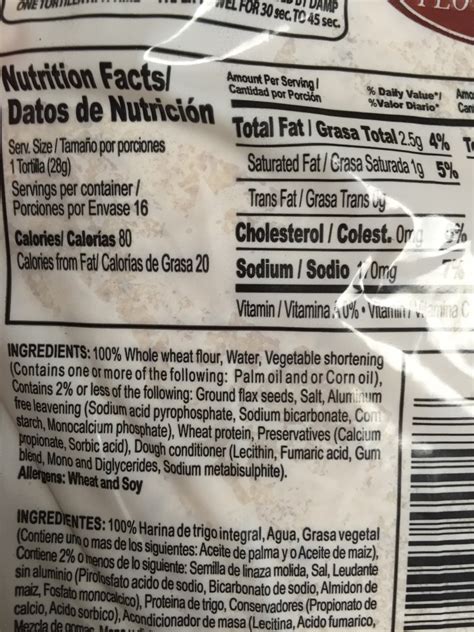 VEL FOR 30 sec. TO 45 sec.
Nutrition Facts/
Datos de Nutrición
Serv. Size / Tamaño por porciones
1 Tortilla (28g)
Servings per container /
Porciones por Envase 16
Calories/ Calorías 80
Calories from Fat/ Calorías de Grasa 20
Amount Per Serving /
Cantidad por Porción
% Daily Value*/
%Valor Diario*
Total Fat / Grasa Total 2.5g 4%
Saturated Fat / Grasa Saturada 1g 5%
Trans Fat / Grasa Trans 0g
Cholesterol / Colest. 0mg
Sodium / Sodio
Vitamin / Vitamina A 0% • Vitamin / Vitamina C
INGREDIENTS: 100% Whole wheat flour, Water, Vegetable shortening
(Contains one or more of the following: Palm oil and or Corn oil),
Contains 2% or less of the following: Ground flax seeds, Salt, Aluminum
free leavening (Sodium acid pyrophosphate, Sodium bicarbonate, Corn
starch, Monocalcium phosphate), Wheat protein, Preservatives (Calcium
propionate, Sorbic acid), Dough conditioner (Lecithin, Fumaric acid, Gum
blend, Mono and Diglycerides, Sodium metabisulphite).
Allergens: Wheat and Soy
INGREDIENTES: 100% Harina de trigo integral, Agua, Grasa vegetal
(Contiene uno o mas de los siguientes: Aceite de palma y o Aceite de maiz),
Contiene 2% o menos de lo siguiente: Semilla de linaza molida, Sal, Leudante
sin aluminio (Pirofosfato acido de sodio, Bicarbonato de sodio, Almidon de
maiz, Fosfato monocalcico), Proteina de trigo, Conservadores (Propionato de
calcio, Acido sorbico), Acondicionador de masa (Lecitina, Acido fumarico,
Mezcla de gomas,